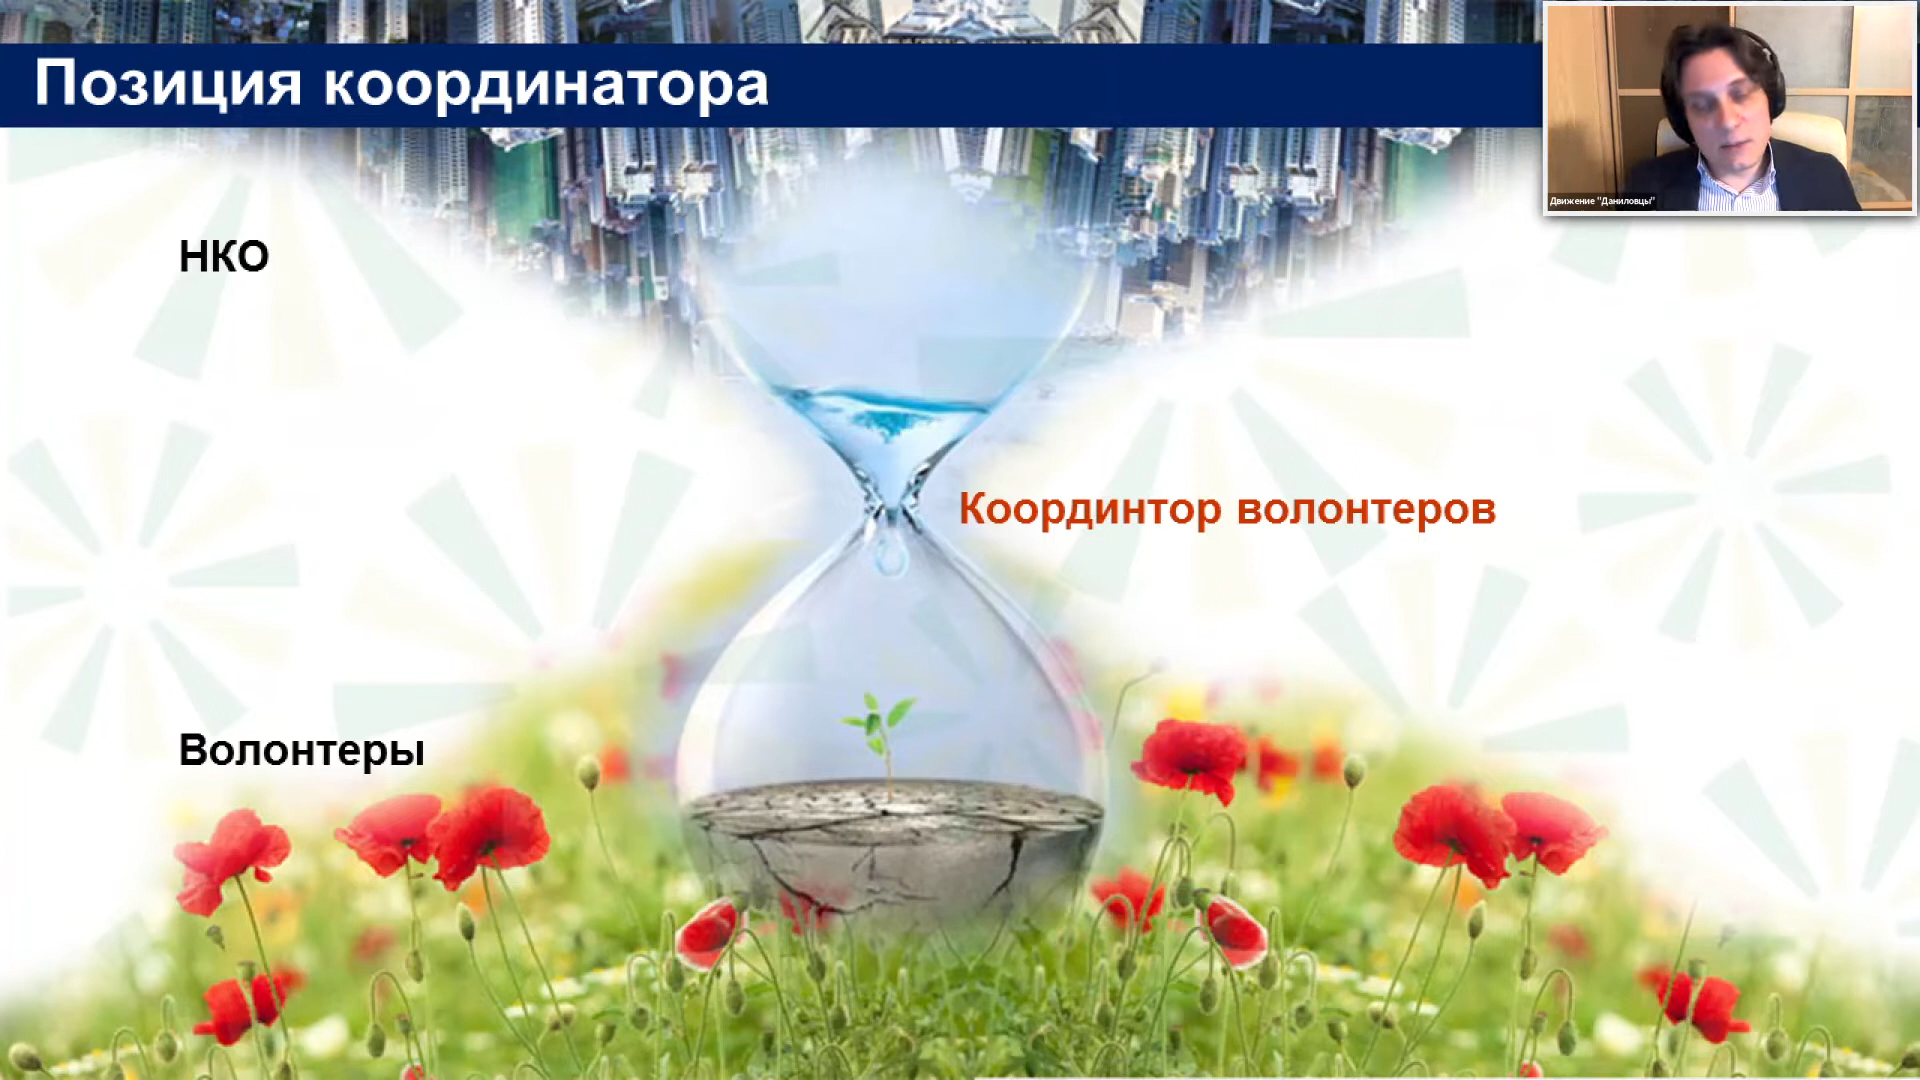 Позиция координатора
Движение "Даниловцы"
НКО
Координтор волонтеров
Волонтеры